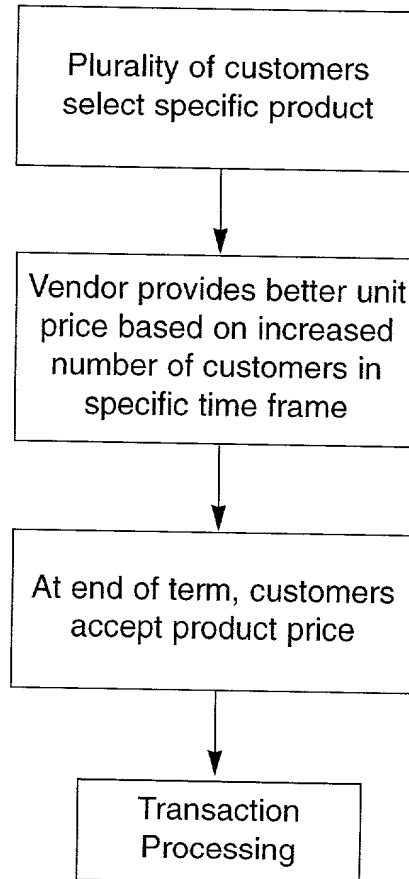 Plurality of customers
select specific product
Vendor provides better unit
price based on increased
number of customers in
specific time frame
At end of term, customers
accept product price
Transaction
Processing